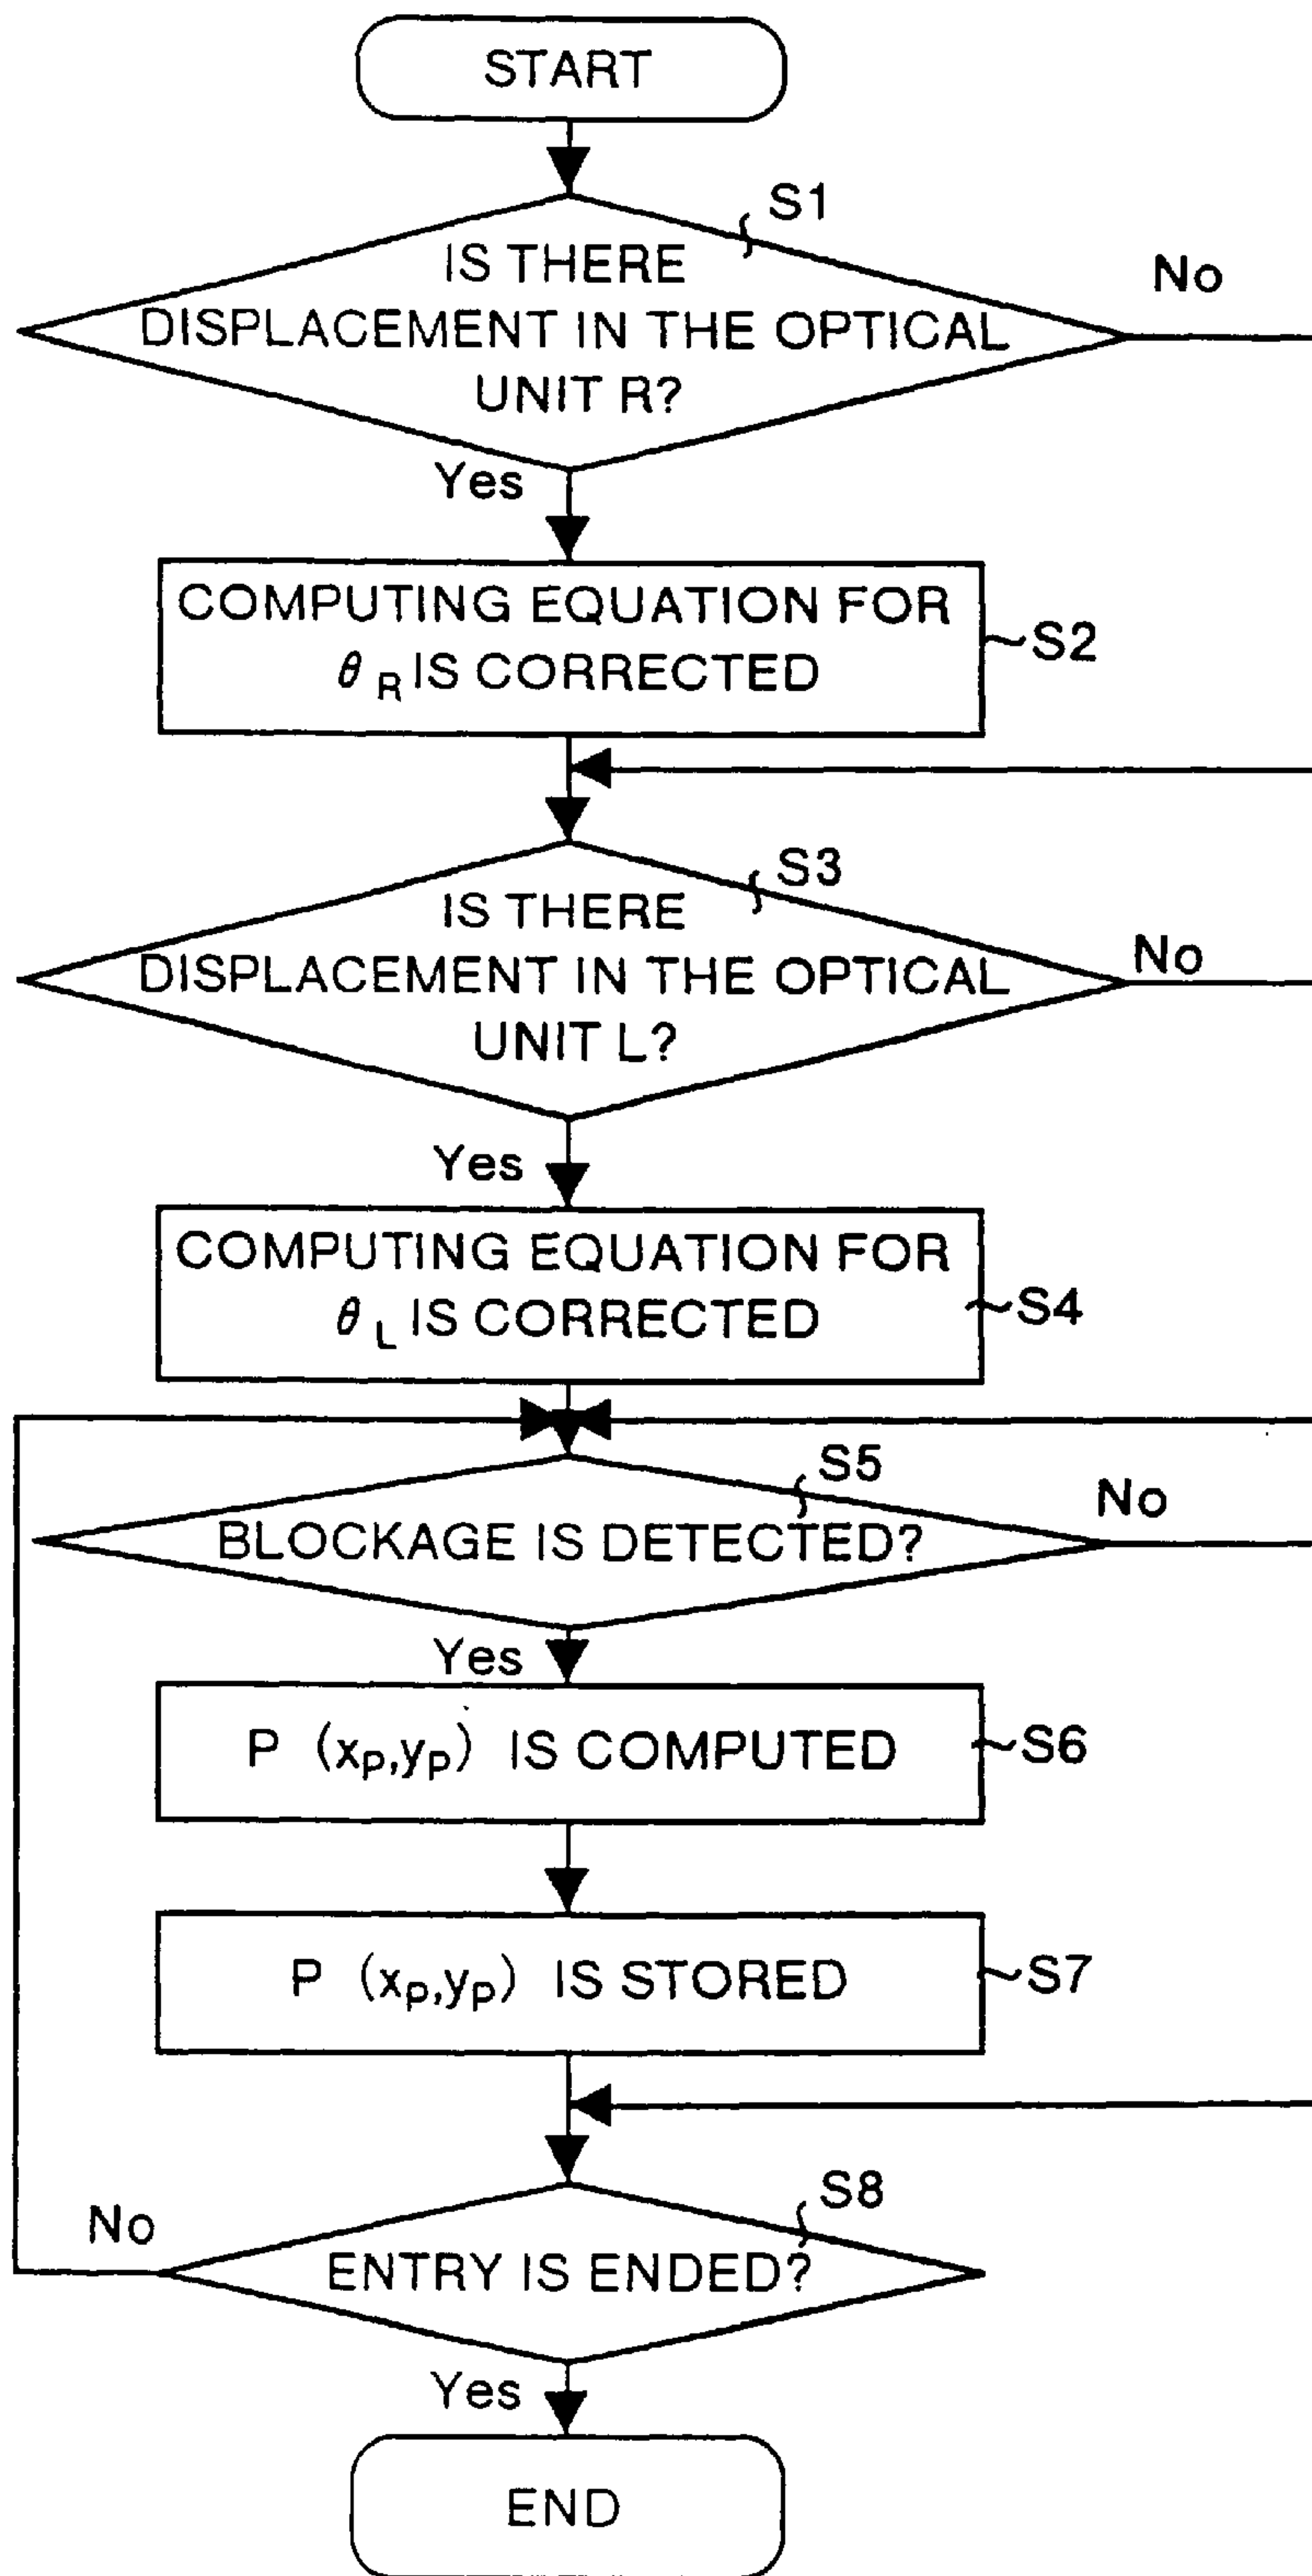 START
S1
IS THERE
DISPLACEMENT IN THE OPTICAL
UNIT R?
No
Yes
COMPUTING EQUATION FOR
θ R IS CORRECTED
S2
S3
IS THERE
DISPLACEMENT IN THE OPTICAL
UNIT L?
No
Yes
COMPUTING EQUATION FOR
θ L IS CORRECTED
S4
S5
BLOCKAGE IS DETECTED?
No
Yes
P (xp,yp) IS COMPUTED
S6
P (xp,yp) IS STORED
S7
S8
ENTRY IS ENDED?
No
Yes
END